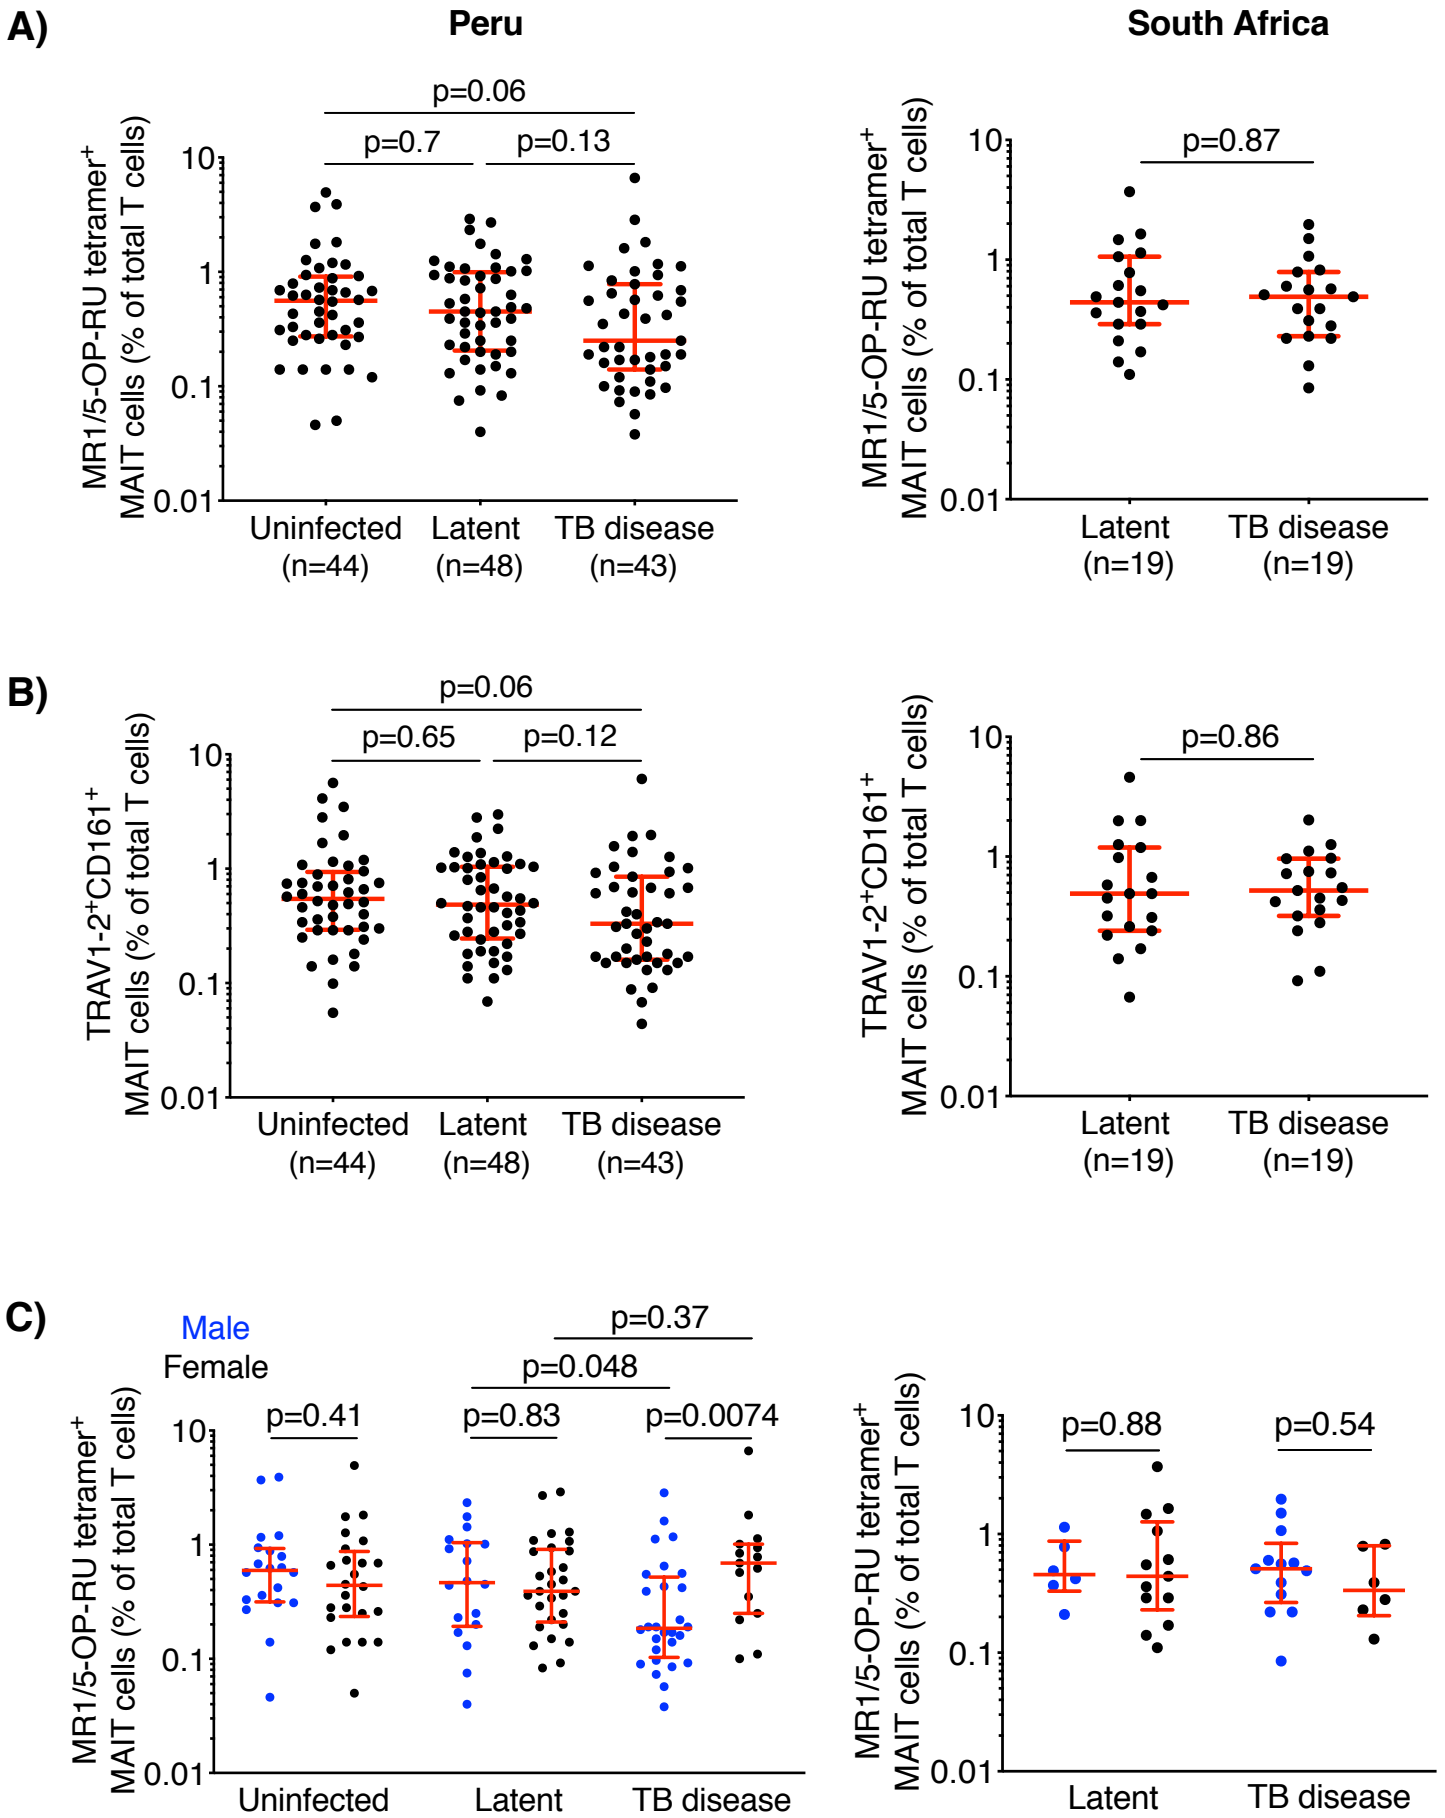 A)
Peru
South Africa
p=0.06
p=0.7
p=0.13
MR1/5-OP-RU tetramer⁺
MAIT cells (% of total T cells)
10
1
0.1
0.01
Uninfected
(n=44)
Latent
(n=48)
TB disease
(n=43)
p=0.87
MR1/5-OP-RU tetramer⁺
MAIT cells (% of total T cells)
10
1
0.1
0.01
Latent
(n=19)
TB disease
(n=19)
B)
p=0.06
p=0.65
p=0.12
TRAV1-2⁺CD161⁺
MAIT cells (% of total T cells)
10
1
0.1
0.01
Uninfected
(n=44)
Latent
(n=48)
TB disease
(n=43)
p=0.86
TRAV1-2⁺CD161⁺
MAIT cells (% of total T cells)
10
1
0.1
0.01
Latent
(n=19)
TB disease
(n=19)
C)
Male
Female
p=0.37
p=0.048
p=0.41
p=0.83
p=0.0074
MR1/5-OP-RU tetramer⁺
MAIT cells (% of total T cells)
10
1
0.1
0.01
Uninfected
Latent
TB disease
p=0.88
p=0.54
MR1/5-OP-RU tetramer⁺
MAIT cells (% of total T cells)
10
1
0.1
0.01
Latent
TB disease